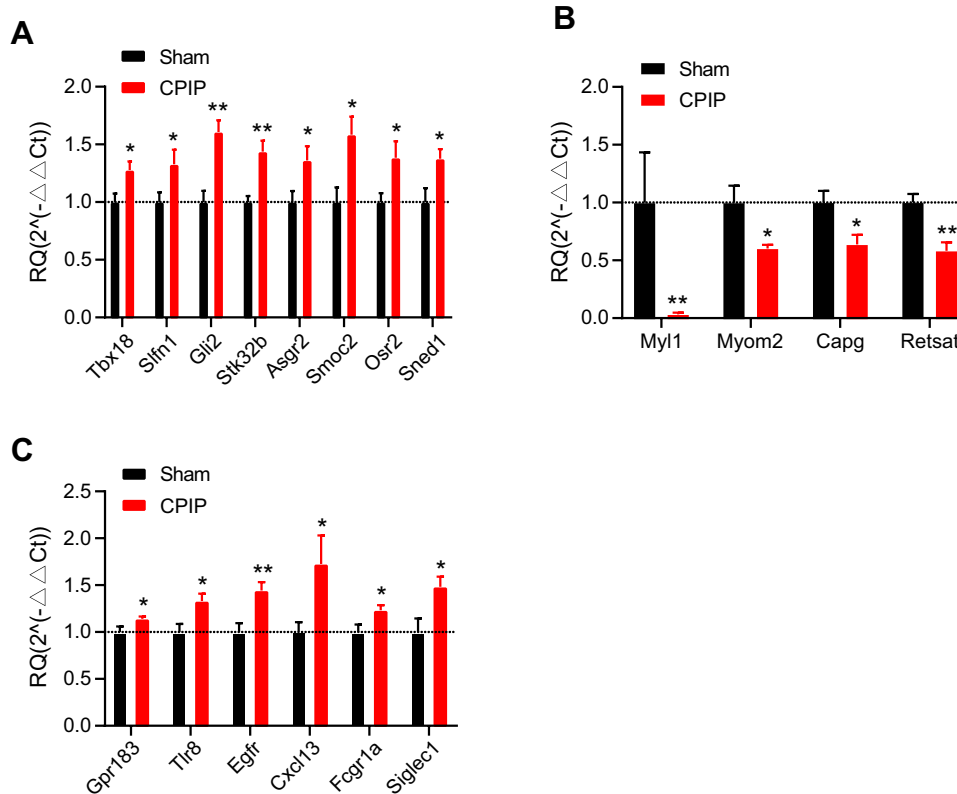 A
Sham
CPIP
RQ(2^(-△△Ct))
2.0
1.5
1.0
0.5
0.0
* * ** ** * * * *
Tbx18 Slfn1 Gli2 Stk32b Asgr2 Smoc2 Osr2 Sned1
B
Sham
CPIP
RQ(2^(-△△Ct))
2.0
1.5
1.0
0.5
0.0
** * * **
Myl1 Myom2 Capg Retsat
C
Sham
CPIP
RQ(2^(-△△Ct))
2.5
2.0
1.5
1.0
0.5
0.0
* * ** * * *
Gpr183 Tlr8 Egfr Cxcl13 Fcgr1a Siglec1